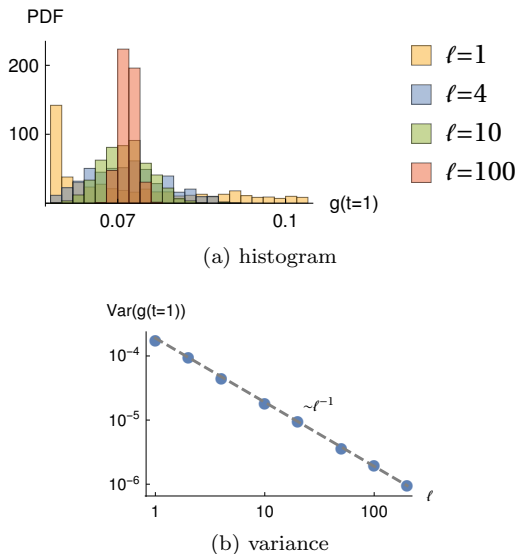 PDF
200
100
0.07
0.1
g(t=1)
ℓ=1
ℓ=4
ℓ=10
ℓ=100
(a) histogram
Var(g(t=1))
10⁻⁴
10⁻⁵
10⁻⁶
~ℓ⁻¹
1
10
100
ℓ
(b) variance